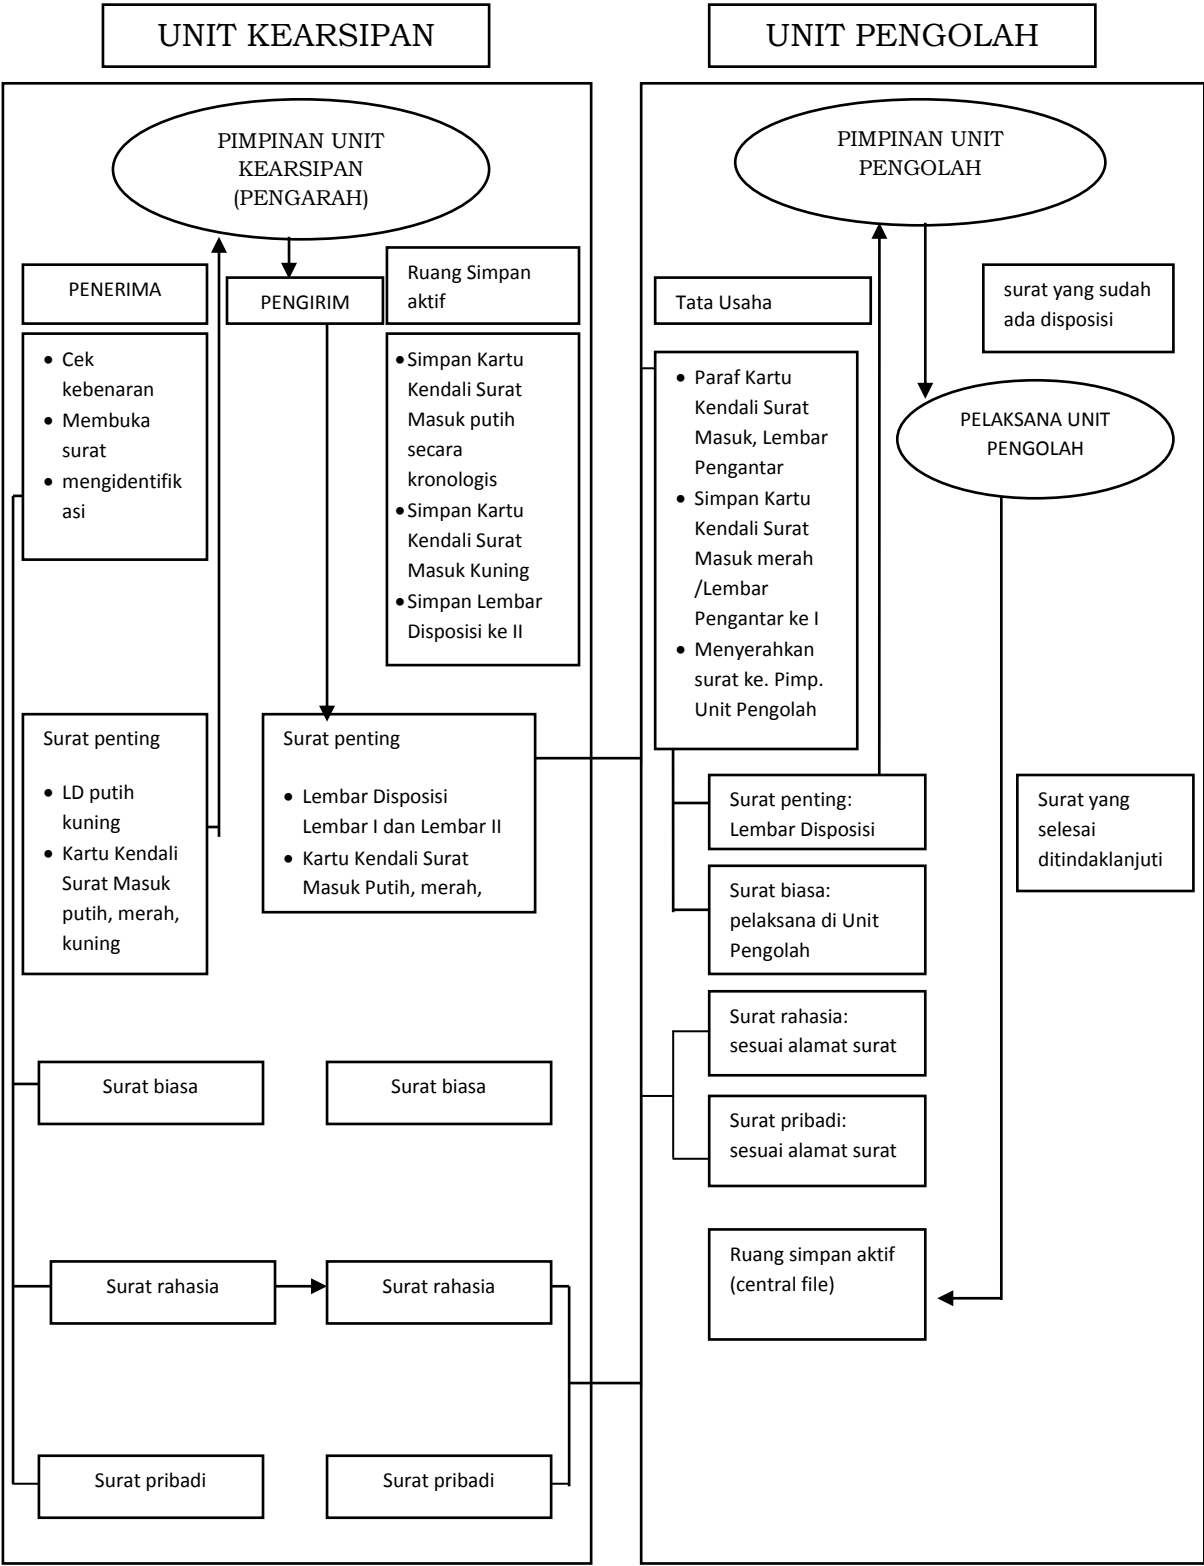 UNIT KEARSIPAN
UNIT PENGOLAH
PIMPINAN UNIT
KEARSIPAN
(PENGARAH)
PENERIMA
PENGIRIM
Ruang Simpan
aktif
• Cek
kebenaran
• Membuka
surat
• mengidentifik
asi
• Simpan Kartu
Kendali Surat
Masuk putih
secara
kronologis
• Simpan Kartu
Kendali Surat
Masuk Kuning
• Simpan Lembar
Disposisi ke II
Surat penting
• LD putih
kuning
• Kartu Kendali
Surat Masuk
putih, merah,
kuning
Surat penting
• Lembar Disposisi
Lembar I dan Lembar II
• Kartu Kendali Surat
Masuk Putih, merah,
Surat biasa
Surat biasa
Surat rahasia
Surat rahasia
Surat pribadi
Surat pribadi
PIMPINAN UNIT
PENGOLAH
Tata Usaha
surat yang sudah
ada disposisi
• Paraf Kartu
Kendali Surat
Masuk, Lembar
Pengantar
• Simpan Kartu
Kendali Surat
Masuk merah
/Lembar
Pengantar ke I
• Menyerahkan
surat ke. Pimp.
Unit Pengolah
PELAKSANA UNIT
PENGOLAH
Surat penting:
Lembar Disposisi
Surat yang
selesai
ditindaklanjuti
Surat biasa:
pelaksana di Unit
Pengolah
Surat rahasia:
sesuai alamat surat
Surat pribadi:
sesuai alamat surat
Ruang simpan aktif
(central file)